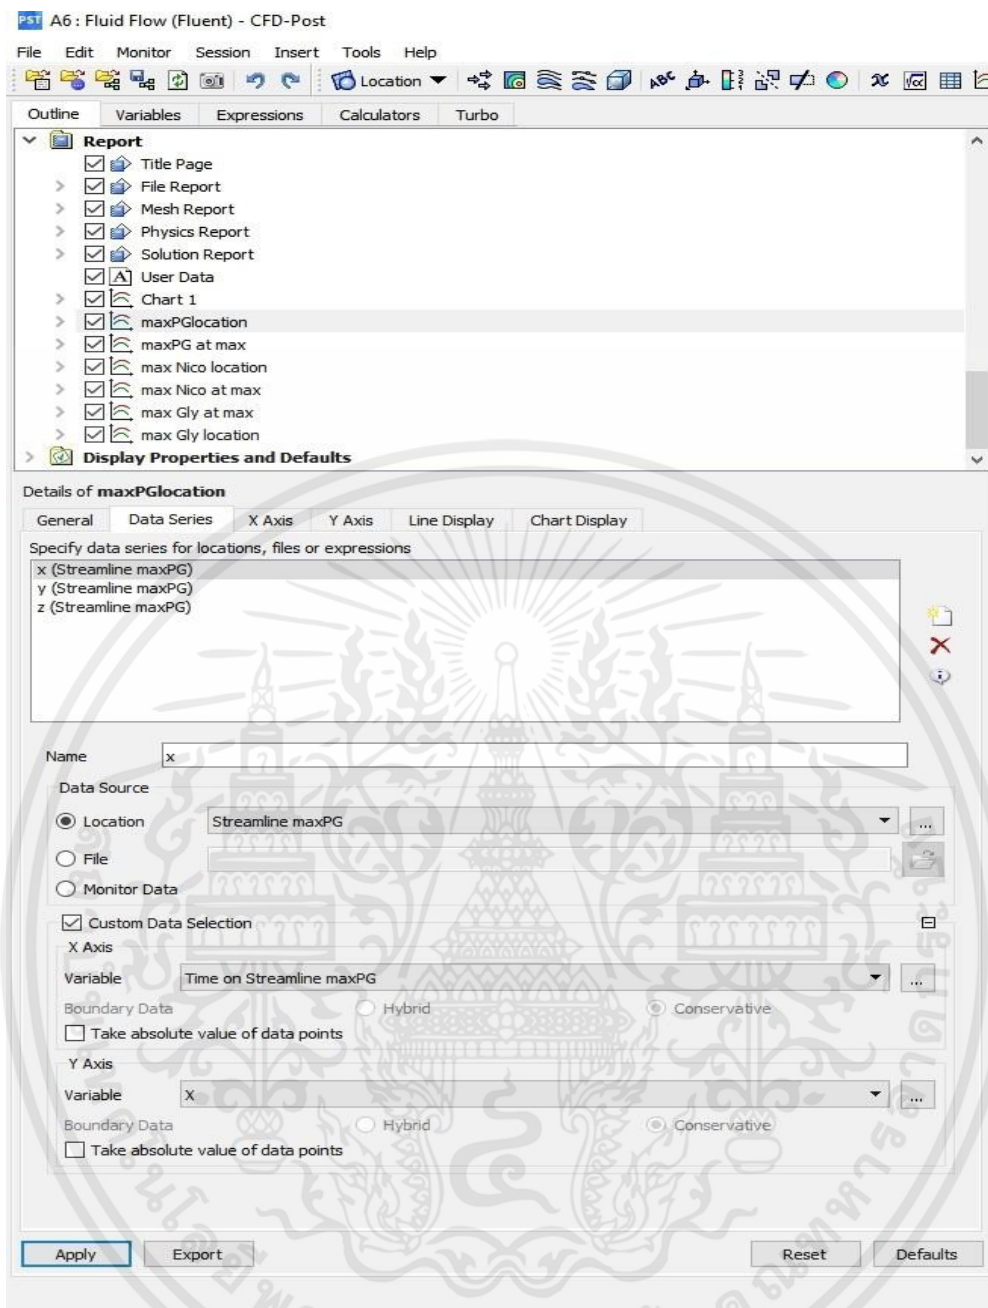 PST A6 : Fluid Flow (Fluent) - CFD-Post
File Edit Monitor Session Insert Tools Help
Location
Outline Variables Expressions Calculators Turbo
Report
Title Page
File Report
Mesh Report
Physics Report
Solution Report
A User Data
Chart 1
maxPGlocation
maxPG at max
max Nico location
max Nico at max
max Gly at max
max Gly location
Display Properties and Defaults
Details of maxPGlocation
General Data Series X Axis Y Axis Line Display Chart Display
Specify data series for locations, files or expressions
x (Streamline maxPG)
y (Streamline maxPG)
z (Streamline maxPG)
Name x
Data Source
Location Streamline maxPG ...
File
Monitor Data
Custom Data Selection
X Axis
Variable Time on Streamline maxPG ...
Boundary Data Hybrid Conservative
Take absolute value of data points
Y Axis
Variable X ...
Boundary Data Hybrid Conservative
Take absolute value of data points
Apply Export Reset Defaults